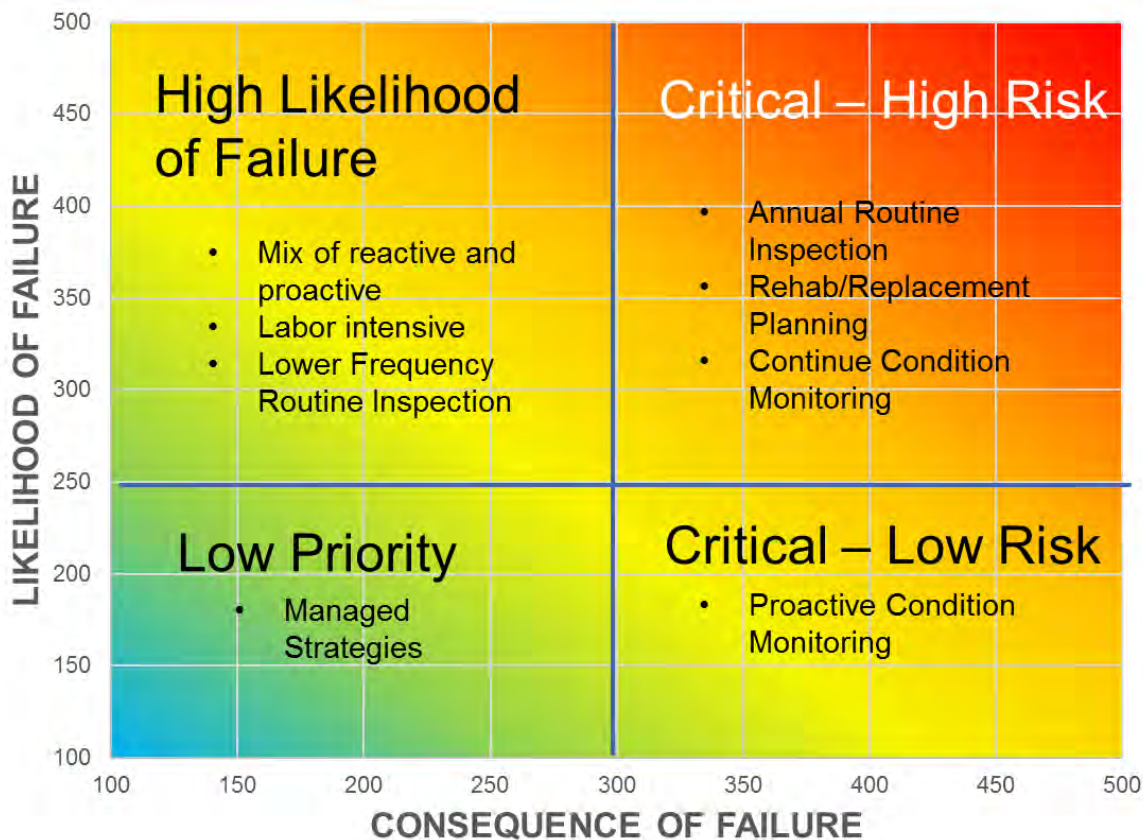 LIKELIHOOD OF FAILURE
500
450
400
350
300
250
200
150
100
High Likelihood
of Failure
• Mix of reactive and
proactive
• Labor intensive
• Lower Frequency
Routine Inspection
Critical – High Risk
• Annual Routine
Inspection
• Rehab/Replacement
Planning
• Continue Condition
Monitoring
Low Priority
• Managed
Strategies
Critical – Low Risk
• Proactive Condition
Monitoring
100 150 200 250 300 350 400 450 500
CONSEQUENCE OF FAILURE